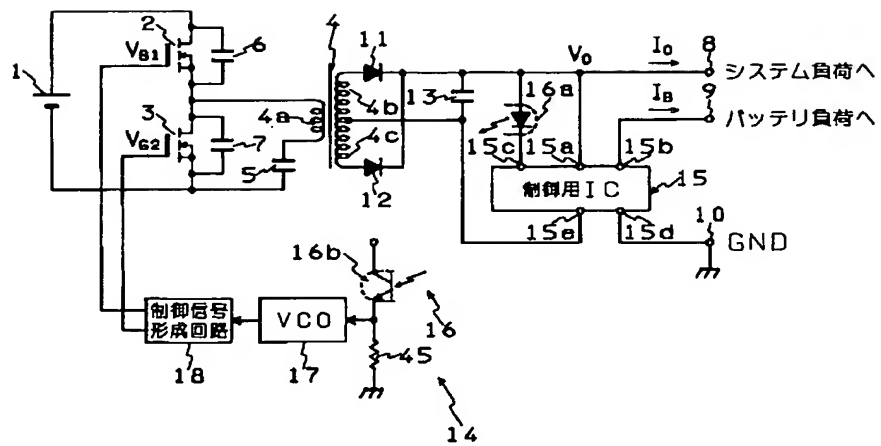 1
2
V_G1
6
3
V_G2
7
4
4a
4b
4c
5
11
12
13
16a
V_O
I_O
8
システム負荷へ
9
I_B
バッテリ負荷へ
15c
15a
15b
制御用IC
15
15e
15d
10
GND
16b
16
制御信号
形成回路
18
VCO
17
45
14